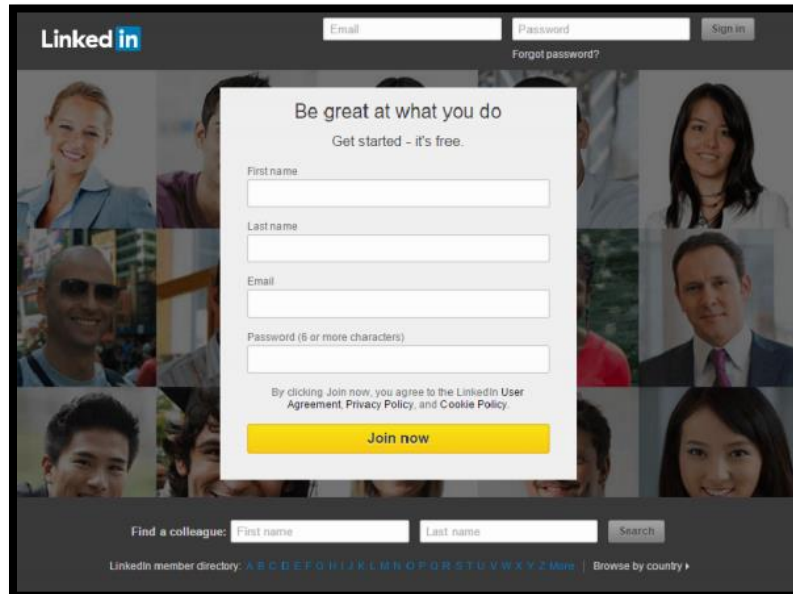 Linked in
Email
Password
Sign in
Forgot password?
Be great at what you do
Get started - it's free.
First name
Last name
Email
Password (6 or more characters)
By clicking Join now, you agree to the LinkedIn User
Agreement, Privacy Policy, and Cookie Policy.
Join now
Find a colleague: First name Last name Search
LinkedIn member directory: A B C D E F G H I J K L M N O P Q R S T U V W X Y Z More | Browse by country